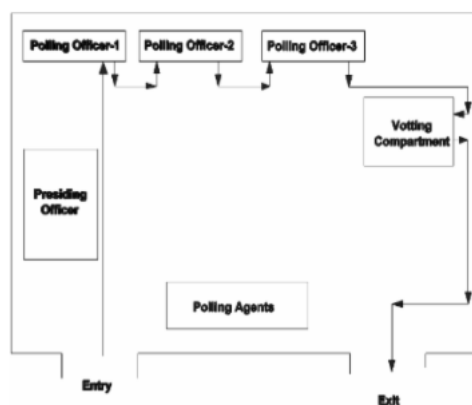 Polling Officer-1
Polling Officer-2
Polling Officer-3
Votting
Compartment
Presiding
Officer
Polling Agents
Entry
Exit